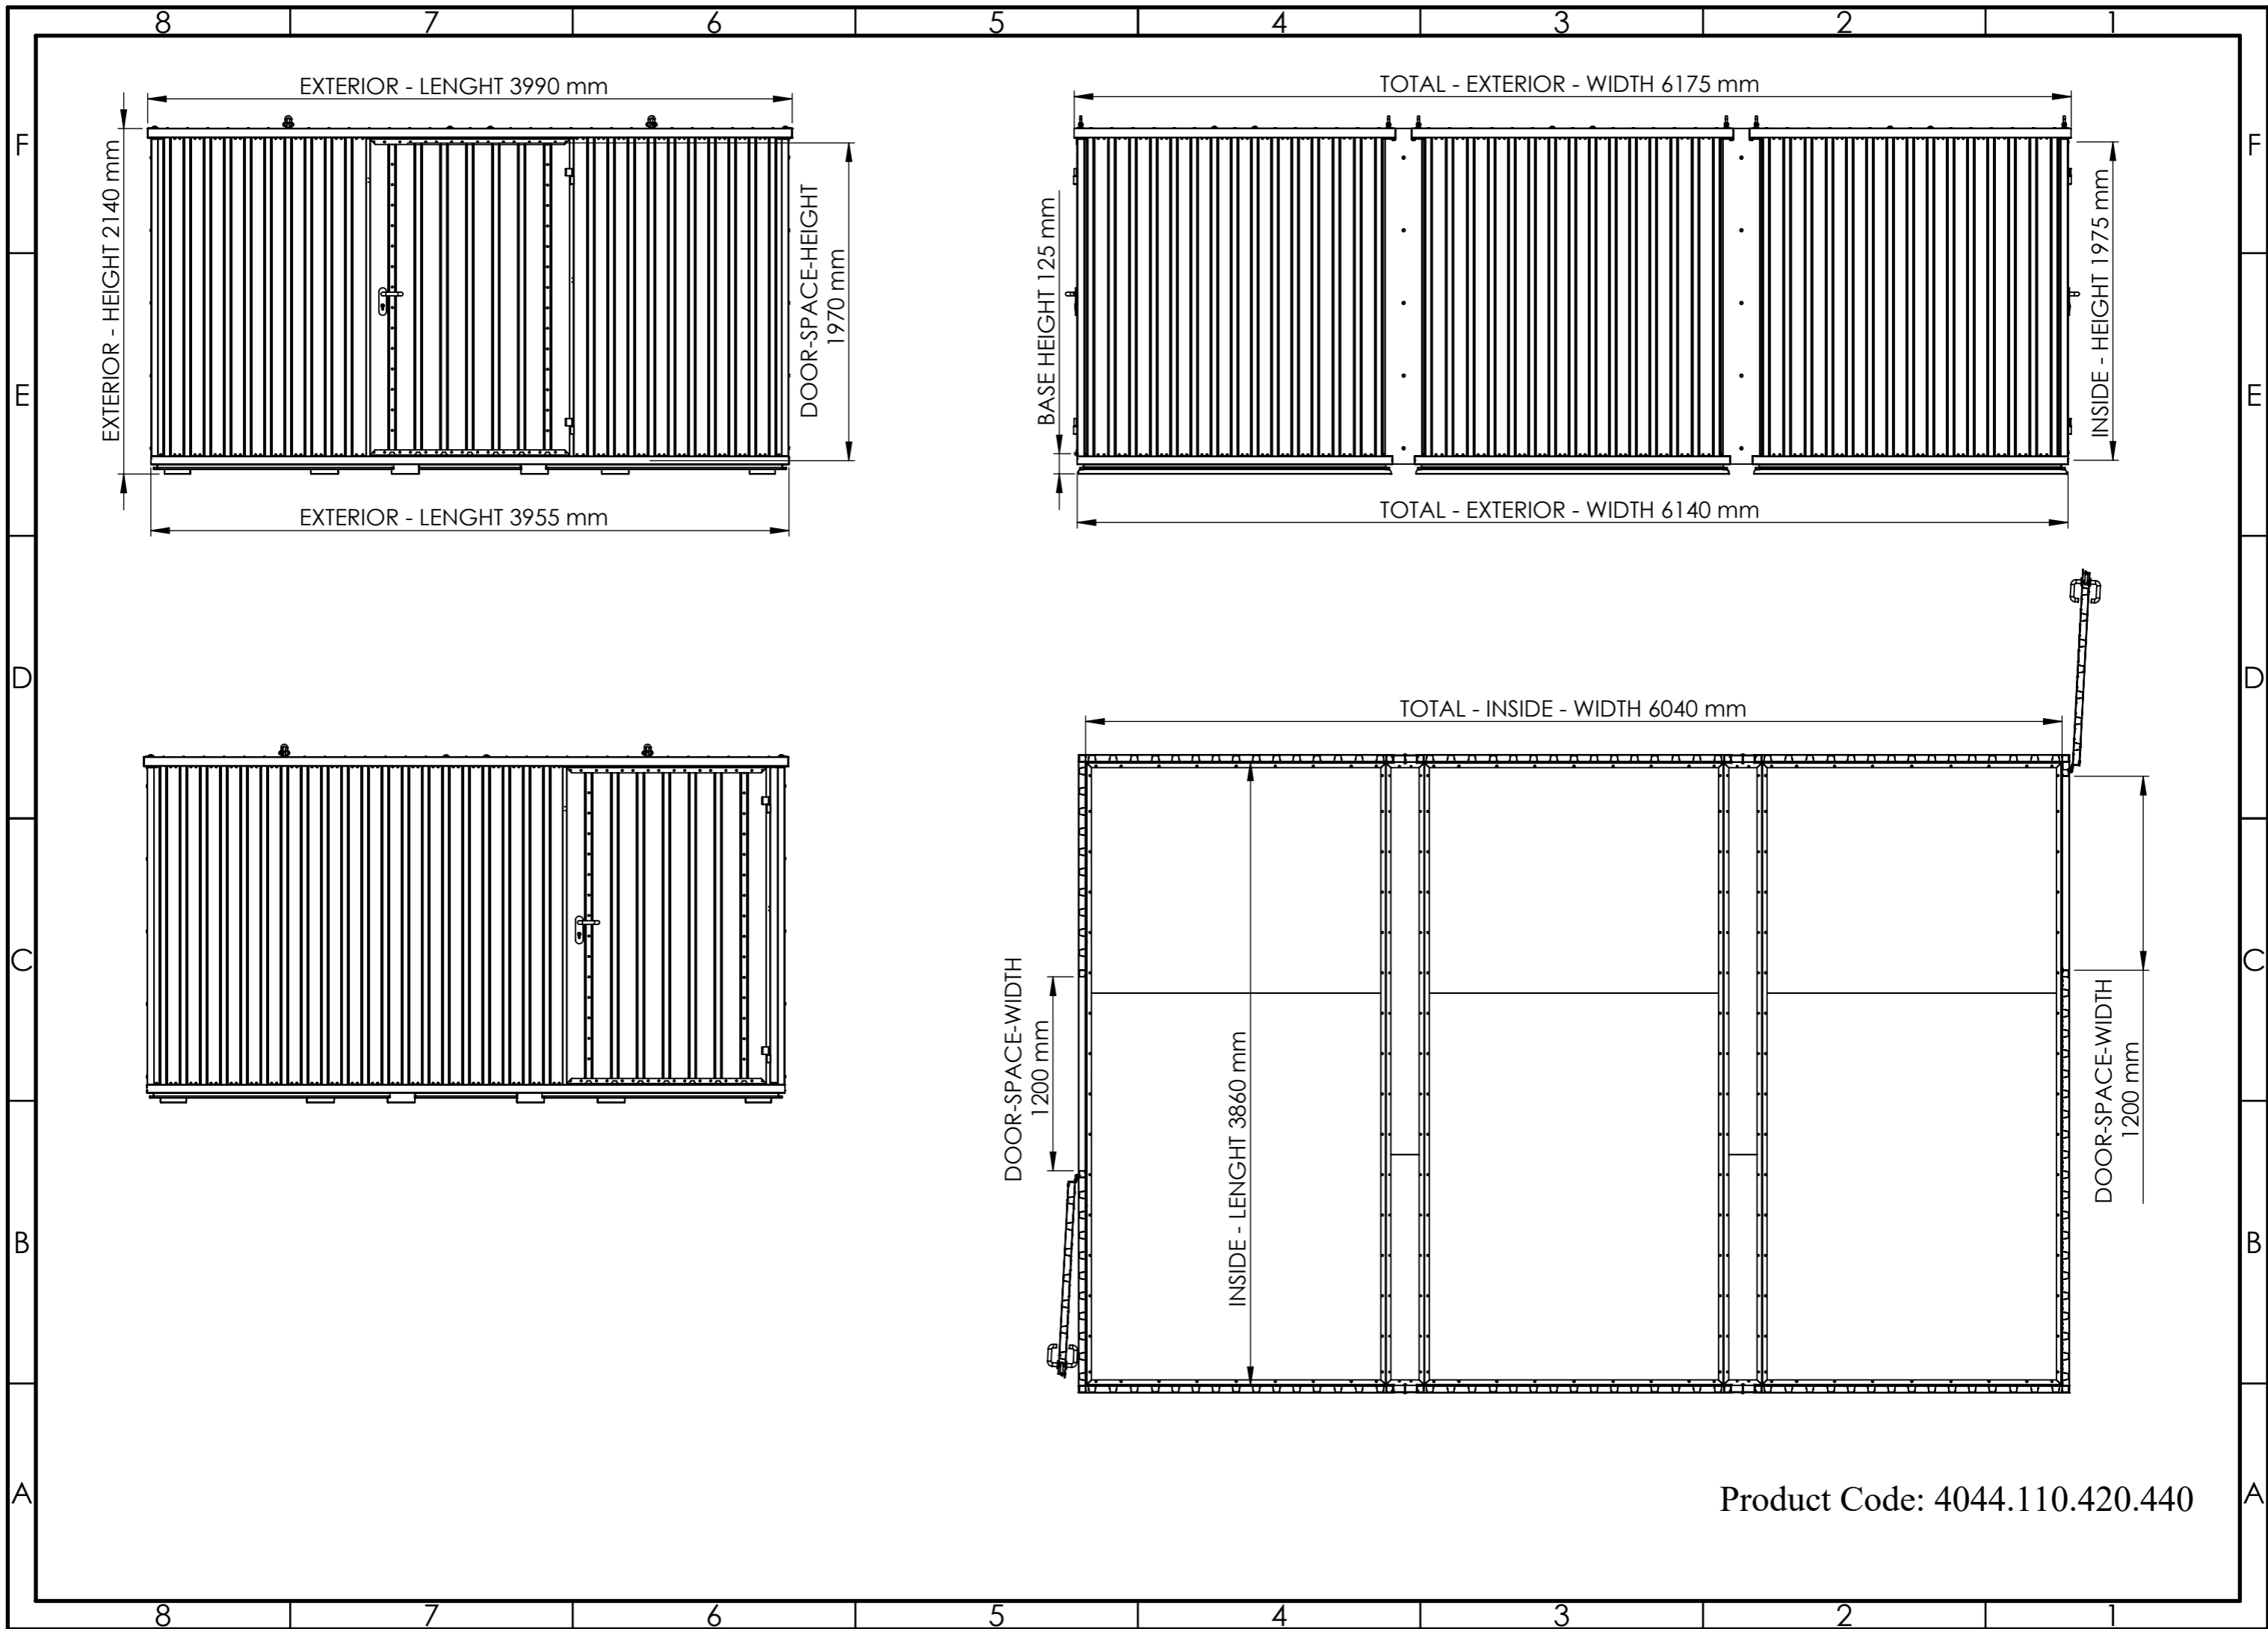 8 7 6 5 4 3 2 1
EXTERIOR - LENGHT 3990 mm
TOTAL - EXTERIOR - WIDTH 6175 mm
F
F
EXTERIOR - HEIGHT 2140 mm
DOOR-SPACE-HEIGHT
1970 mm
BASE HEIGHT 125 mm
INSIDE - HEIGHT 1975 mm
E
E
EXTERIOR - LENGHT 3955 mm
TOTAL - EXTERIOR - WIDTH 6140 mm
D
D
TOTAL - INSIDE - WIDTH 6040 mm
C
C
DOOR-SPACE-WIDTH
1200 mm
INSIDE - LENGHT 3860 mm
DOOR-SPACE-WIDTH
1200 mm
B
B
A
A
Product Code: 4044.110.420.440
8 7 6 5 4 3 2 1